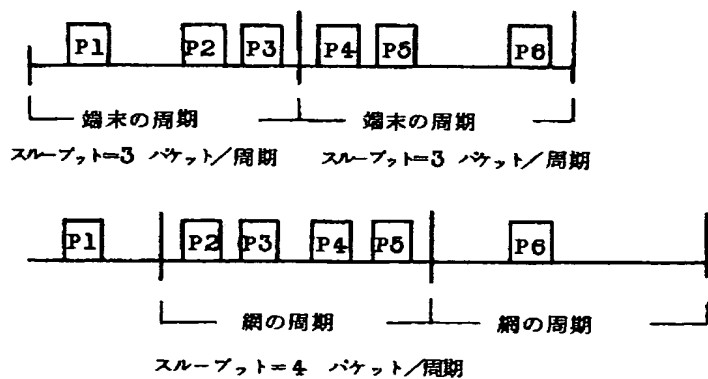 P1 P2 P3 P4 P5 P6
端末の周期 端末の周期
スループット=3 パケット/周期 スループット=3 パケット/周期
P1 P2 P3 P4 P5 P6
網の周期 網の周期
スループット=4 パケット/周期